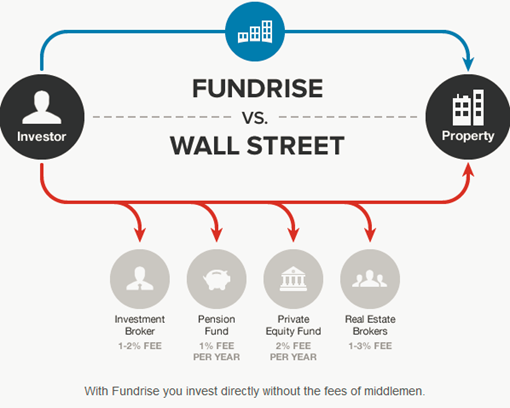 FUNDRISE
Investor
VS.
Property
WALL STREET
Investment
Broker
1-2% FEE
Pension
Fund
1% FEE
PER YEAR
Private
Equity Fund
2% FEE
PER YEAR
Real Estate
Brokers
1-3% FEE
With Fundrise you invest directly without the fees of middlemen.